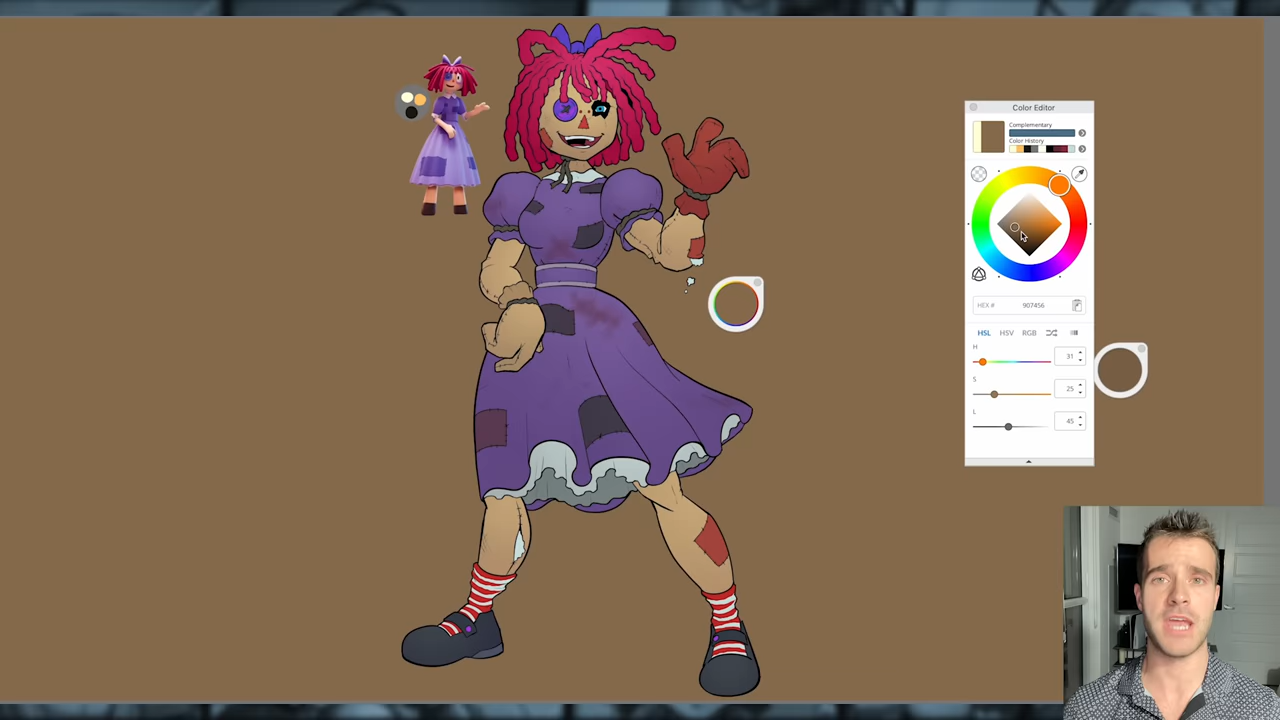 Color Editor
Complementary
Color History
HEX # 907456
HSL HSV RGB
H 31
S 25
L 45